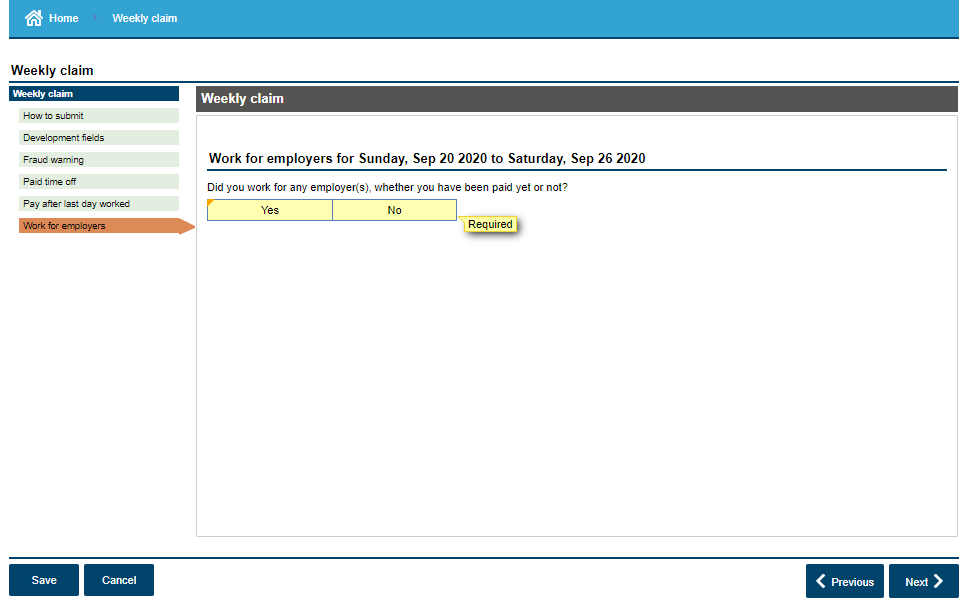 Home Weekly claim
Weekly claim
Weekly claim
How to submit
Development fields
Fraud warning
Paid time off
Pay after last day worked
Work for employers
Weekly claim
Work for employers for Sunday, Sep 20 2020 to Saturday, Sep 26 2020
Did you work for any employer(s), whether you have been paid yet or not?
Yes No
Required
Save Cancel Previous Next